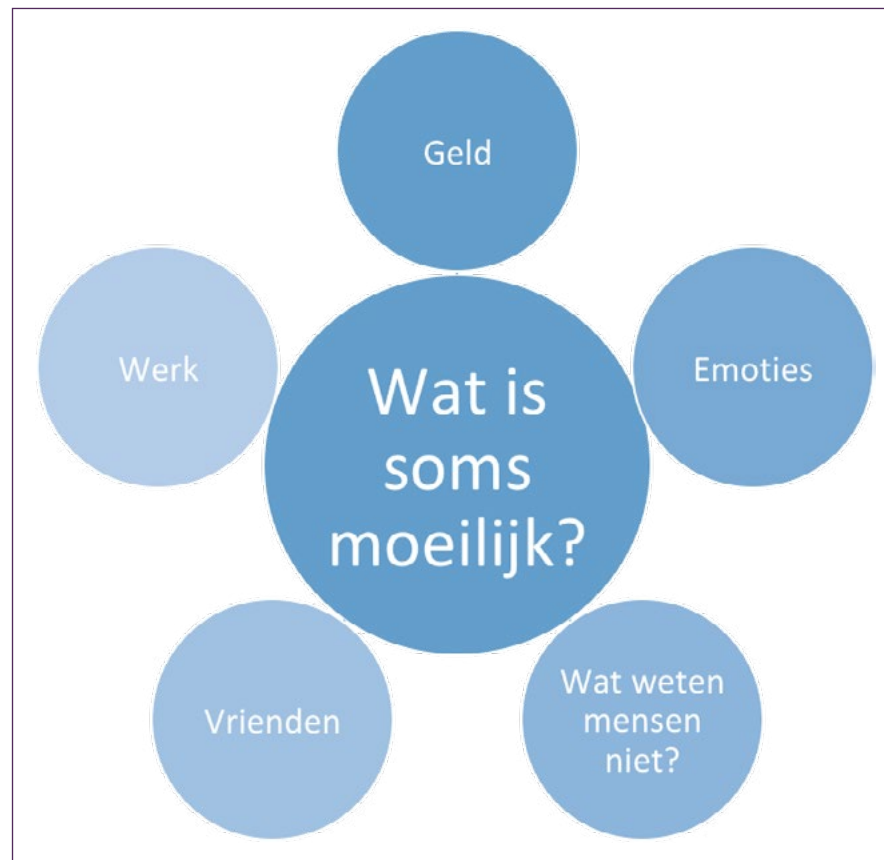 Geld
Werk
Emoties
Wat is
soms
moeilijk?
Vrienden
Wat weten
mensen
niet?